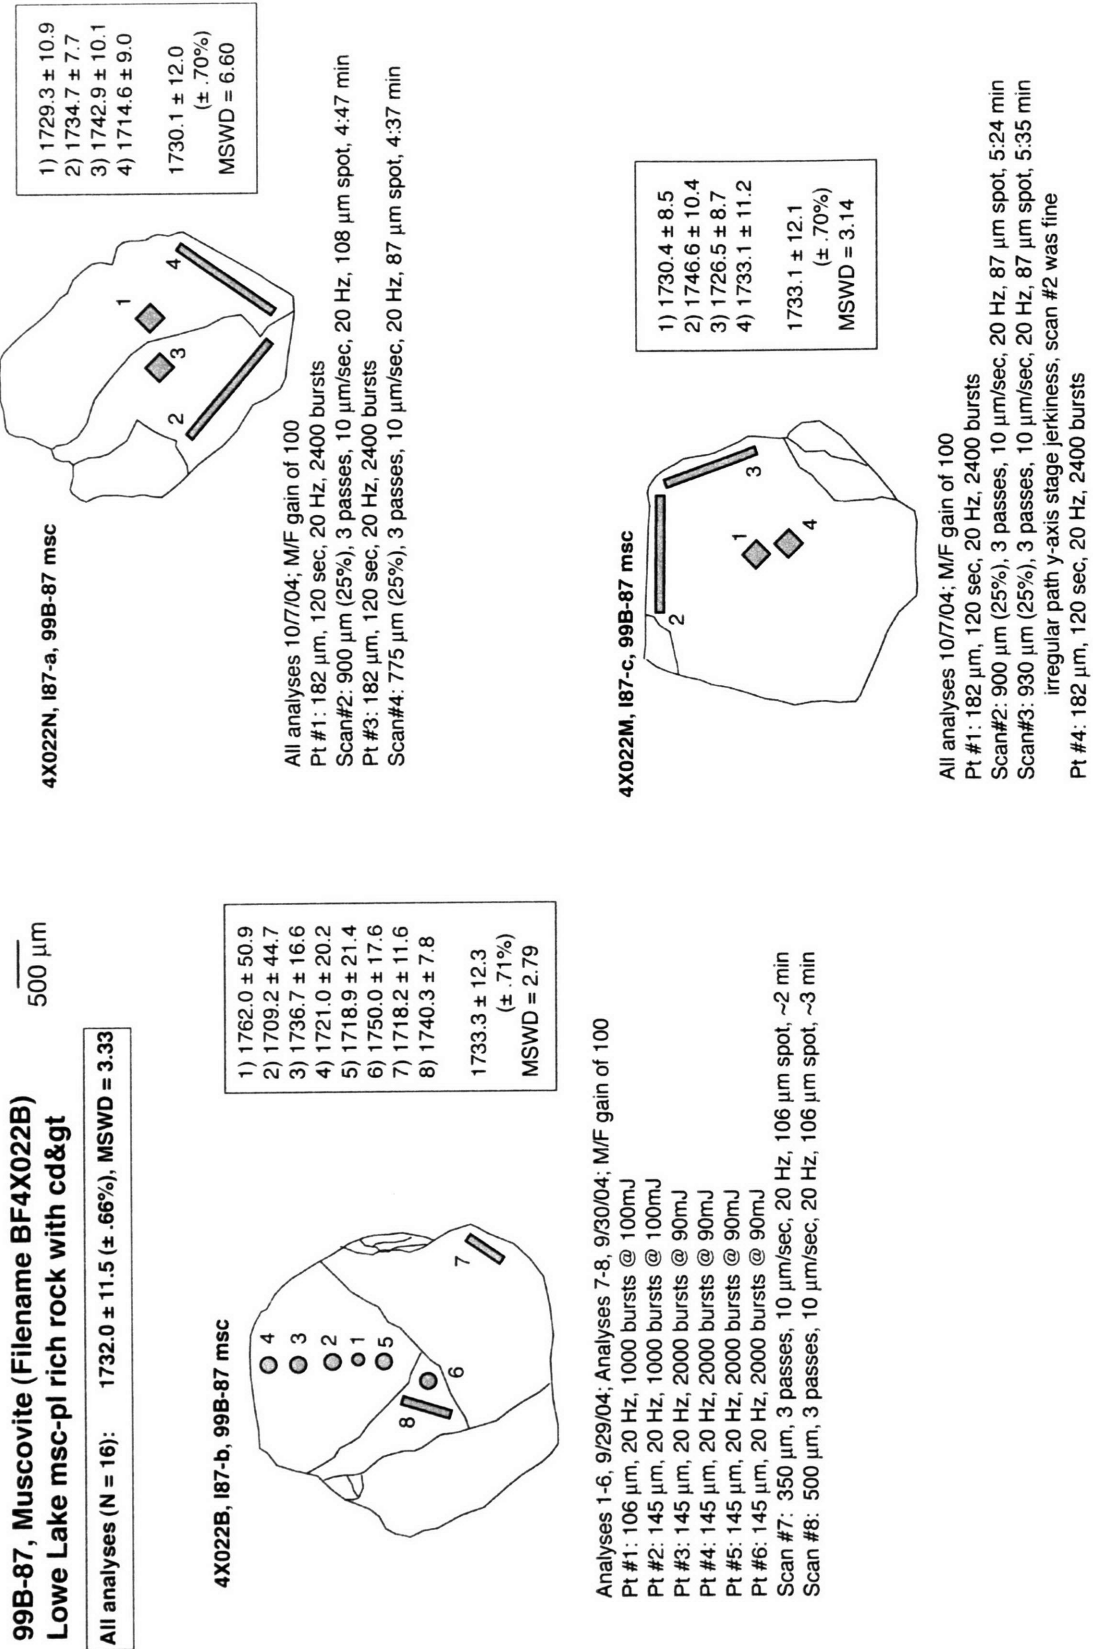 99B-87, Muscovite (Filename BF4X022B)
Lowe Lake msc-pl rich rock with cd&gt
500 µm
All analyses (N = 16): 1732.0 ± 11.5 (± .66%), MSWD = 3.33
4X022B, I87-b, 99B-87 msc
4
3
2
1
5
6
8
7
1) 1762.0 ± 50.9
2) 1709.2 ± 44.7
3) 1736.7 ± 16.6
4) 1721.0 ± 20.2
5) 1718.9 ± 21.4
6) 1750.0 ± 17.6
7) 1718.2 ± 11.6
8) 1740.3 ± 7.8
1733.3 ± 12.3
(± .71%)
MSWD = 2.79
Analyses 1-6, 9/29/04; Analyses 7-8, 9/30/04; M/F gain of 100
Pt #1: 106 µm, 20 Hz, 1000 bursts @ 100mJ
Pt #2: 145 µm, 20 Hz, 1000 bursts @ 100mJ
Pt #3: 145 µm, 20 Hz, 2000 bursts @ 90mJ
Pt #4: 145 µm, 20 Hz, 2000 bursts @ 90mJ
Pt #5: 145 µm, 20 Hz, 2000 bursts @ 90mJ
Pt #6: 145 µm, 20 Hz, 2000 bursts @ 90mJ
Scan #7: 350 µm, 3 passes, 10 µm/sec, 20 Hz, 106 µm spot, ~2 min
Scan #8: 500 µm, 3 passes, 10 µm/sec, 20 Hz, 106 µm spot, ~3 min
4X022N, I87-a, 99B-87 msc
2
3
1
4
1) 1729.3 ± 10.9
2) 1734.7 ± 7.7
3) 1742.9 ± 10.1
4) 1714.6 ± 9.0
1730.1 ± 12.0
(± .70%)
MSWD = 6.60
All analyses 10/7/04; M/F gain of 100
Pt #1: 182 µm, 120 sec, 20 Hz, 2400 bursts
Scan#2: 900 µm (25%), 3 passes, 10 µm/sec, 20 Hz, 108 µm spot, 4:47 min
Pt #3: 182 µm, 120 sec, 20 Hz, 2400 bursts
Scan#4: 775 µm (25%), 3 passes, 10 µm/sec, 20 Hz, 87 µm spot, 4:37 min
4X022M, I87-c, 99B-87 msc
2
1
4
3
1) 1730.4 ± 8.5
2) 1746.6 ± 10.4
3) 1726.5 ± 8.7
4) 1733.1 ± 11.2
1733.1 ± 12.1
(± .70%)
MSWD = 3.14
All analyses 10/7/04; M/F gain of 100
Pt #1: 182 µm, 120 sec, 20 Hz, 2400 bursts
Scan#2: 900 µm (25%), 3 passes, 10 µm/sec, 20 Hz, 87 µm spot, 5:24 min
Scan#3: 930 µm (25%), 3 passes, 10 µm/sec, 20 Hz, 87 µm spot, 5:35 min
irregular path y-axis stage jerkiness, scan #2 was fine
Pt #4: 182 µm, 120 sec, 20 Hz, 2400 bursts